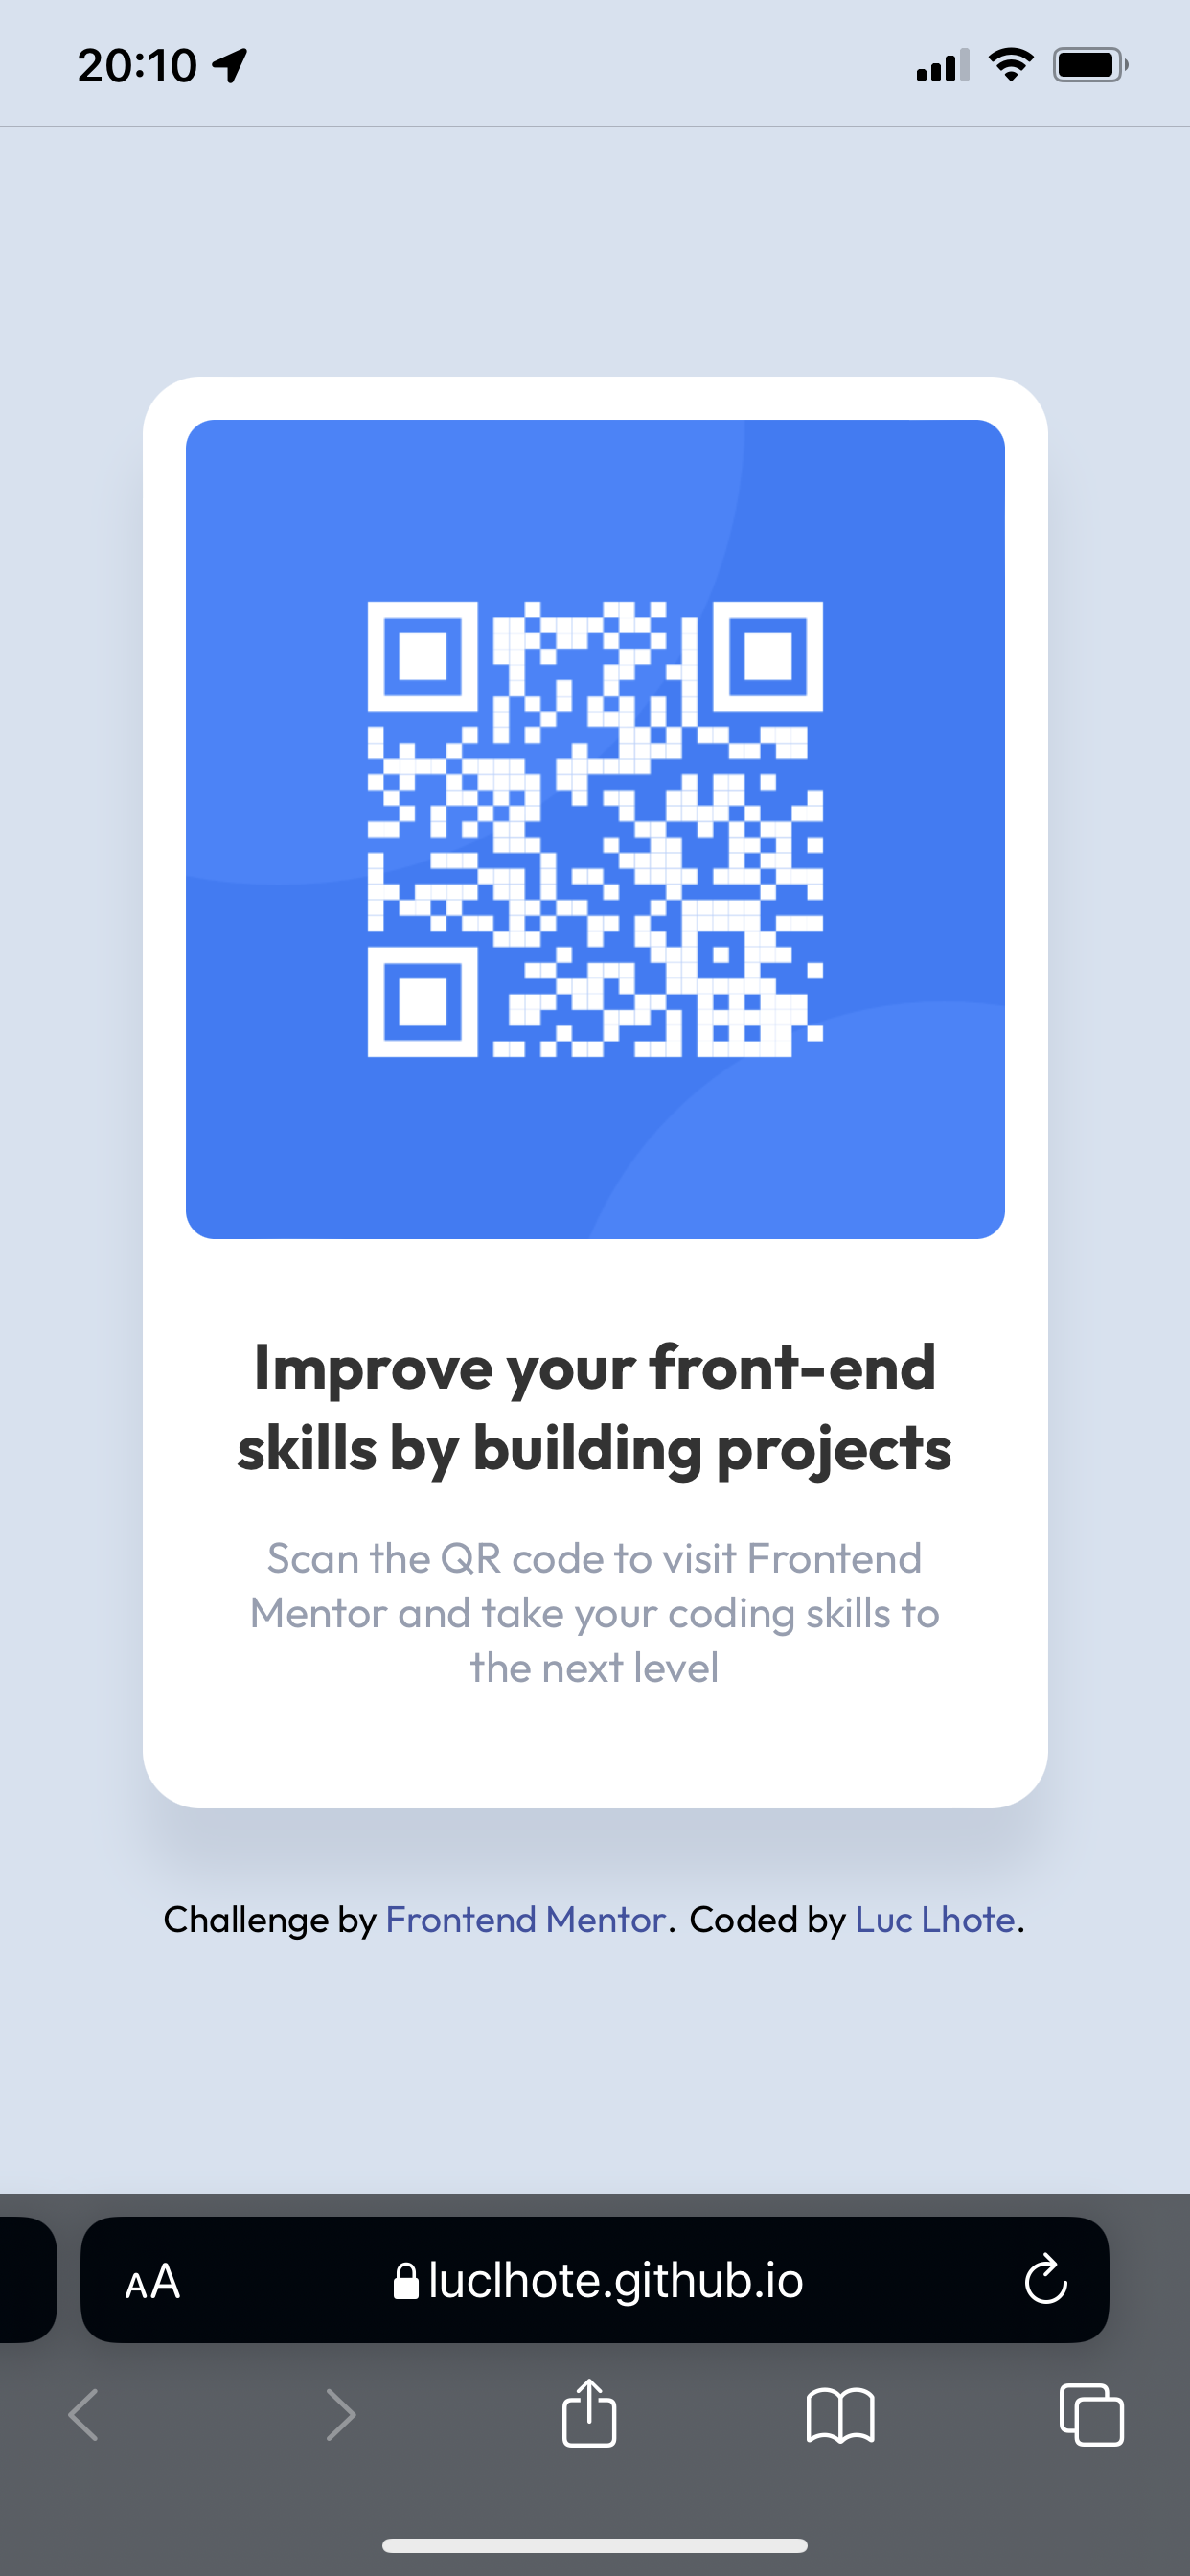 20:10
Improve your front-end
skills by building projects
Scan the QR code to visit Frontend
Mentor and take your coding skills to
the next level
Challenge by Frontend Mentor. Coded by Luc Lhote.
AA luclhote.github.io